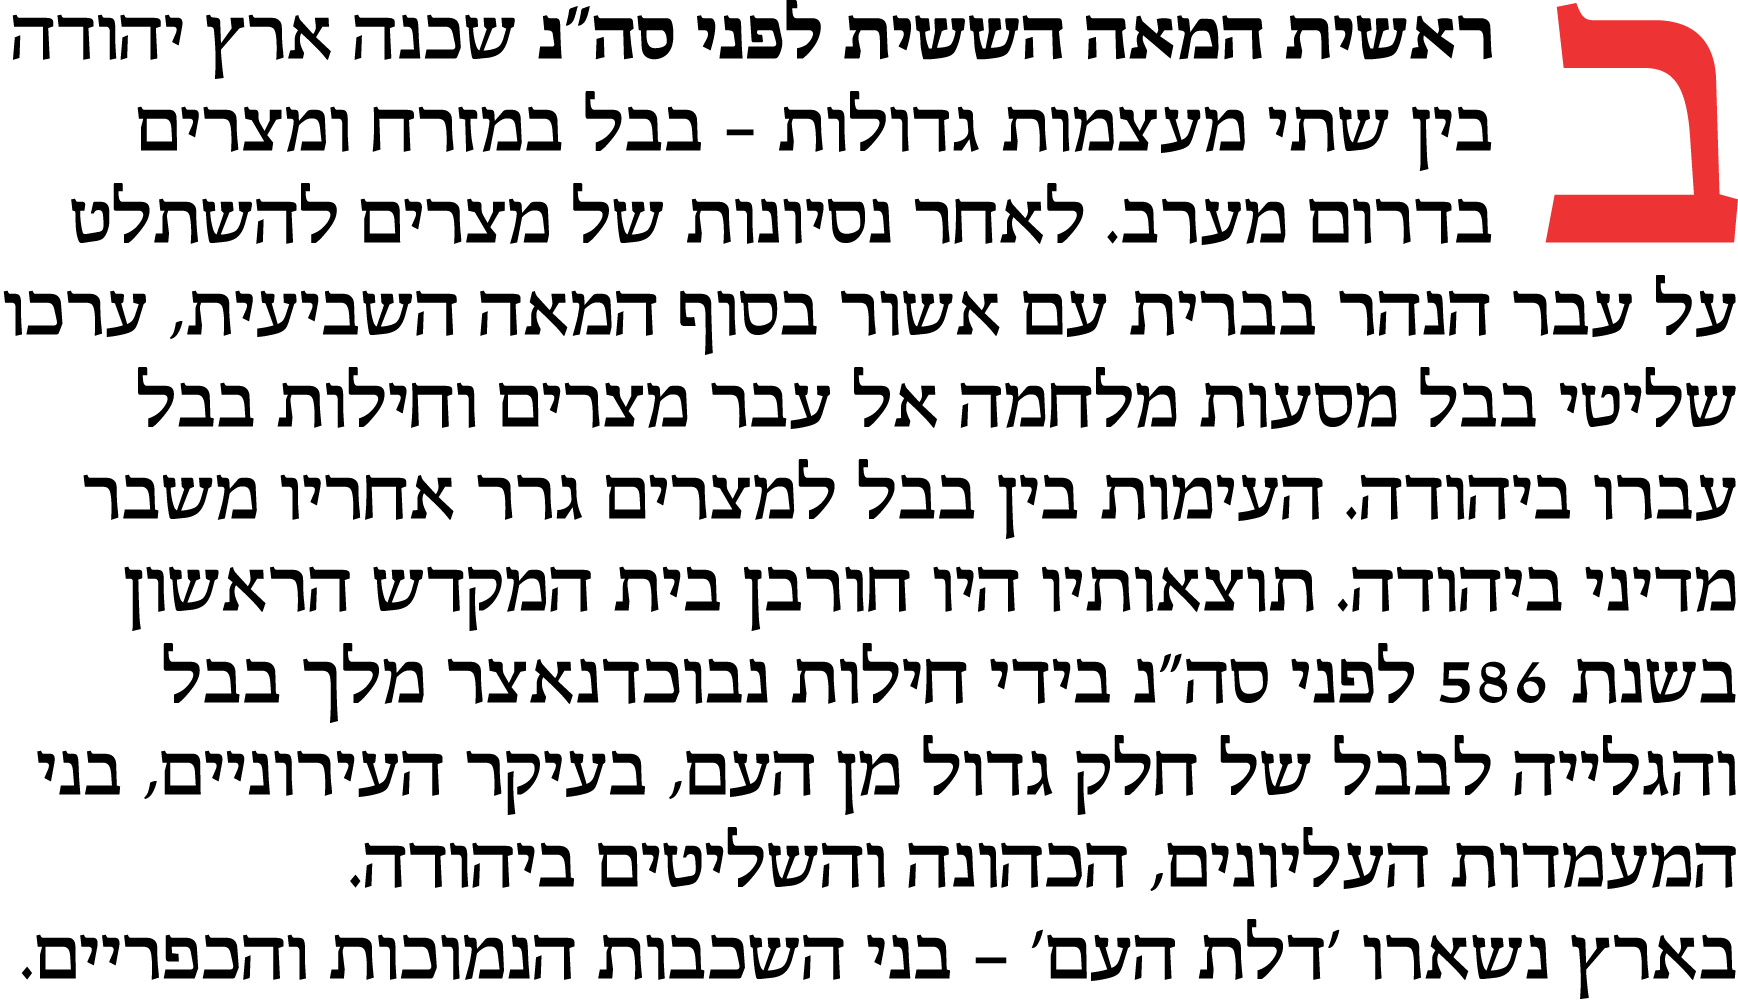 בראשית המאה הששית לפני סה״נ שכנה ארץ יהודה
בין שתי מעצמות גדולות – בבל במזרח ומצרים
בדרום מערב. לאחר נסיונות של מצרים להשתלט
על עבר הנהר בברית עם אשור בסוף המאה השביעית, ערכו
שליטי בבל מסעות מלחמה אל עבר מצרים וחילות בבל
עברו ביהודה. העימות בין בבל למצרים גרר אחריו משבר
מדיני ביהודה. תוצאותיו היו חורבן בית המקדש הראשון
בשנת 586 לפני סה״נ בידי חילות נבוכדנאצר מלך בבל
והגלייה לבבל של חלק גדול מן העם, בעיקר העירוניים, בני
המעמדות העליונים, הכהונה והשליטים ביהודה.
בארץ נשארו ׳דלת העם׳ – בני השכבות הנמוכות והכפריים.